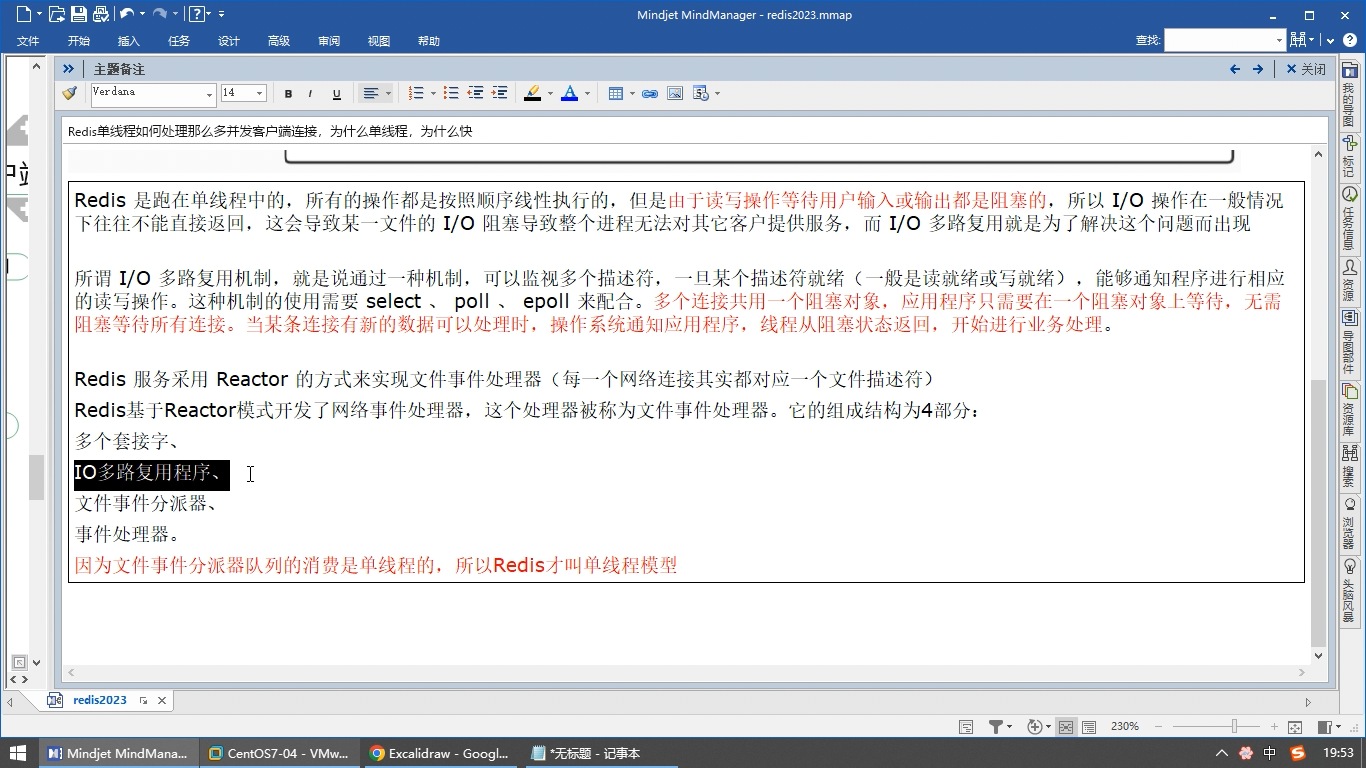 Mindjet MindManager - redis2023.mmap
文件 开始 插入 任务 设计 高级 审阅 视图 帮助 查找:
主题备注 关闭
Verdana 14 B I U
Redis单线程如何处理那么多并发客户端连接，为什么单线程，为什么快
Redis 是跑在单线程中的，所有的操作都是按照顺序线性执行的，但是由于读写操作等待用户输入或输出都是阻塞的，所以 I/O 操作在一般情况
下往往不能直接返回，这会导致某一文件的 I/O 阻塞导致整个进程无法对其它客户提供服务，而 I/O 多路复用就是为了解决这个问题而出现
所谓 I/O 多路复用机制，就是说通过一种机制，可以监视多个描述符，一旦某个描述符就绪（一般是读就绪或写就绪），能够通知程序进行相应
的读写操作。这种机制的使用需要 select 、 poll 、 epoll 来配合。多个连接共用一个阻塞对象，应用程序只需要在一个阻塞对象上等待，无需
阻塞等待所有连接。当某条连接有新的数据可以处理时，操作系统通知应用程序，线程从阻塞状态返回，开始进行业务处理。
Redis 服务采用 Reactor 的方式来实现文件事件处理器（每一个网络连接其实都对应一个文件描述符）
Redis基于Reactor模式开发了网络事件处理器，这个处理器被称为文件事件处理器。它的组成结构为4部分：
多个套接字、
IO多路复用程序、
文件事件分派器、
事件处理器。
因为文件事件分派器队列的消费是单线程的，所以Redis才叫单线程模型
我的导图
标记
任务信息
资源
导图部件
资源库
搜索
浏览器
头脑风暴
redis2023
230%
Mindjet MindMana... CentOS7-04 - VMw... Excalidraw - Googl... *无标题 - 记事本 中 19:53